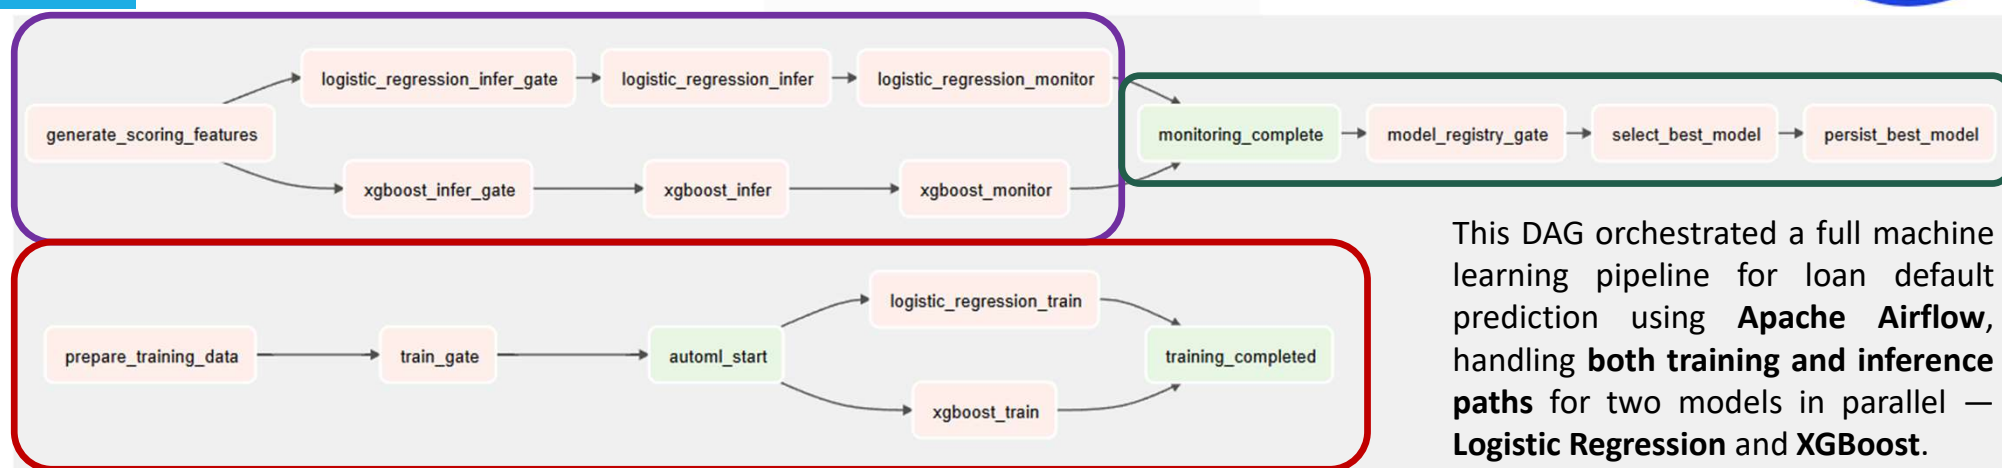 logistic_regression_infer_gate
logistic_regression_infer
logistic_regression_monitor
generate_scoring_features
monitoring_complete
model_registry_gate
select_best_model
persist_best_model
xgboost_infer_gate
xgboost_infer
xgboost_monitor
logistic_regression_train
prepare_training_data
train_gate
automl_start
training_completed
xgboost_train
This DAG orchestrated a full machine
learning pipeline for loan default
prediction using Apache Airflow,
handling both training and inference
paths for two models in parallel —
Logistic Regression and XGBoost.